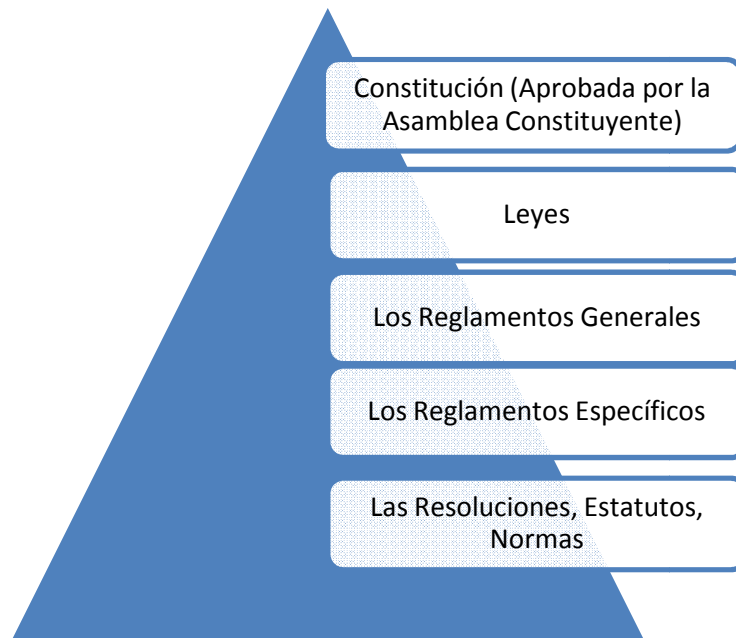 Constitución (Aprobada por la
Asamblea Constituyente)
Leyes
Los Reglamentos Generales
Los Reglamentos Específicos
Las Resoluciones, Estatutos,
Normas